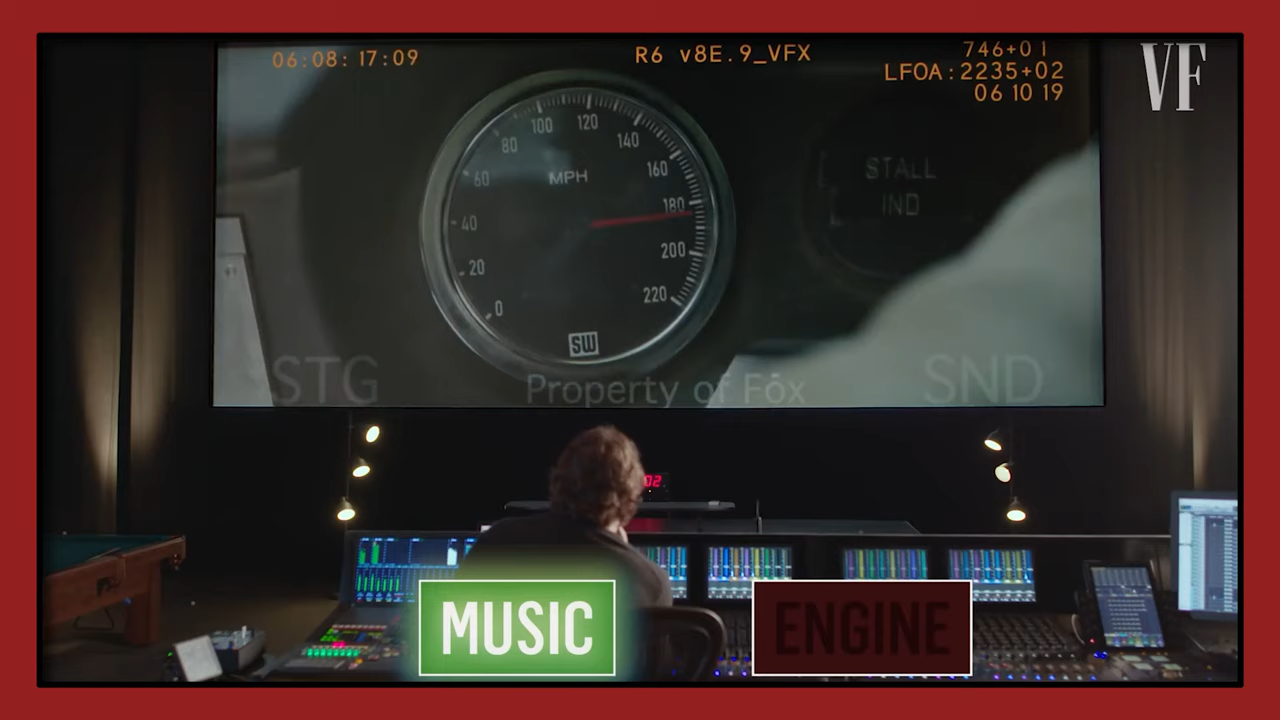 06:08:17:09
R6 v8E.9_VFX
746+01
LFOA:2235+02
06 10 19
VF
0
20
40
60
80
100
120
140
160
180
200
220
MPH
SW
STALL
IND
STG
Property of Fox
SND
02
MUSIC
ENGINE